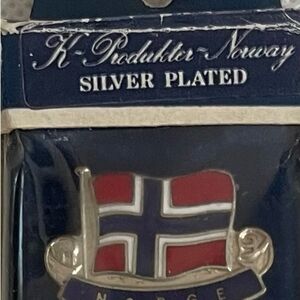 K-Produkter-Norway
SILVER PLATED
NORGE